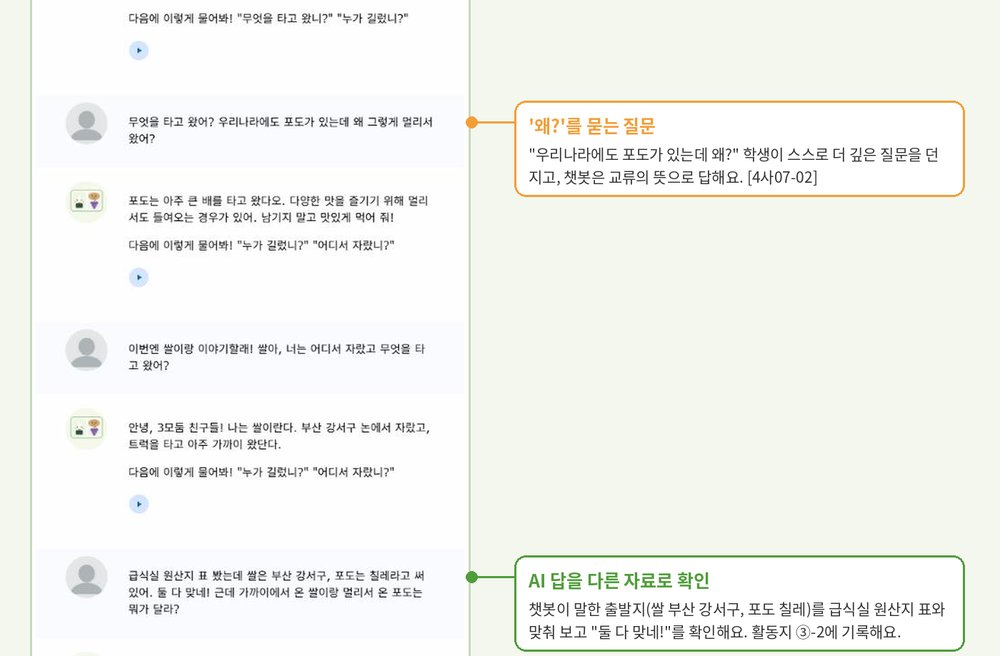 다음에 이렇게 물어봐! "무엇을 타고 왔니?" "누가 길렀니?"
무엇을 타고 왔어? 우리나라에도 포도가 있는데 왜 그렇게 멀리서
왔어?
'왜?'를 묻는 질문
"우리나라에도 포도가 있는데 왜?" 학생이 스스로 더 깊은 질문을 던
지고, 챗봇은 교류의 뜻으로 답해요. [4사07-02]
포도는 아주 큰 배를 타고 왔다오. 다양한 맛을 즐기기 위해 멀리
서도 들여오는 경우가 있어. 남기지 말고 맛있게 먹어 줘!
다음에 이렇게 물어봐! "누가 길렀니?" "어디서 자랐니?"
이번엔 쌀이랑 이야기할래! 쌀아, 너는 어디서 자랐고 무엇을 타
고 왔어?
안녕, 3모둠 친구들! 나는 쌀이란다. 부산 강서구 논에서 자랐고,
트럭을 타고 아주 가까이 왔단다.
다음에 이렇게 물어봐! "누가 길렀니?" "어디서 자랐니?"
급식실 원산지 표 봤는데 쌀은 부산 강서구, 포도는 칠레라고 써
있어. 둘 다 맞네! 근데 가까이에서 온 쌀이랑 멀리서 온 포도는
뭐가 달라?
AI 답을 다른 자료로 확인
챗봇이 말한 출발지(쌀 부산 강서구, 포도 칠레)를 급식실 원산지 표와
맞춰 보고 "둘 다 맞네!"를 확인해요. 활동지 ③-2에 기록해요.